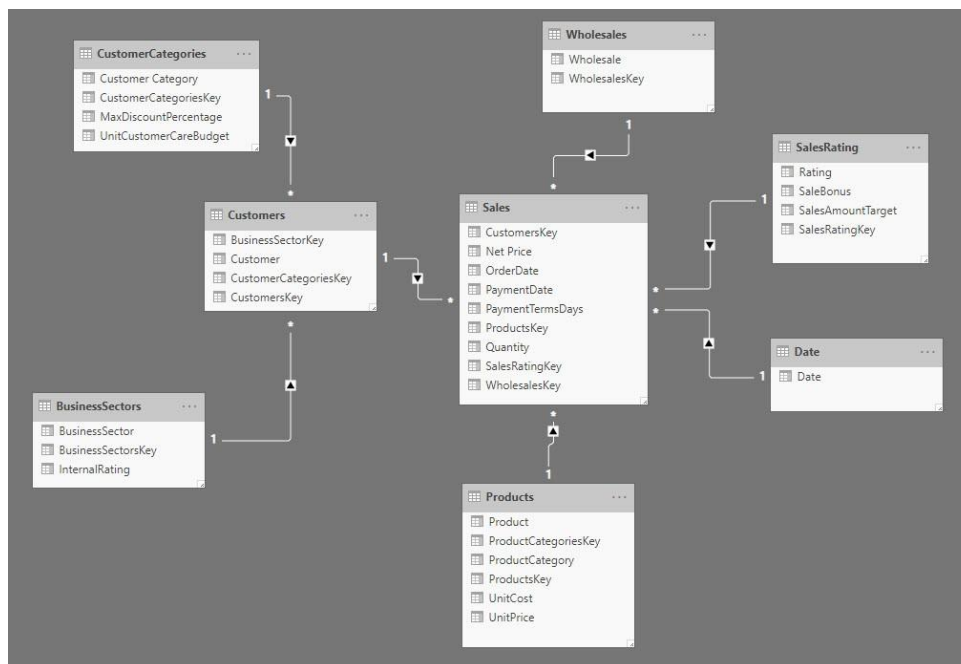 CustomerCategories
Customer Category
CustomerCategoriesKey
MaxDiscountPercentage
UnitCustomerCareBudget
1
*
Wholesales
Wholesale
WholesalesKey
1
*
SalesRating
Rating
SaleBonus
SalesAmountTarget
SalesRatingKey
1
*
Customers
BusinessSectorKey
Customer
CustomerCategoriesKey
CustomersKey
1
*
*
Sales
CustomersKey
Net Price
OrderDate
PaymentDate
PaymentTermsDays
ProductsKey
Quantity
SalesRatingKey
WholesalesKey
*
*
Date
Date
1
BusinessSectors
BusinessSector
BusinessSectorsKey
InternalRating
1
1
Products
Product
ProductCategoriesKey
ProductCategory
ProductsKey
UnitCost
UnitPrice